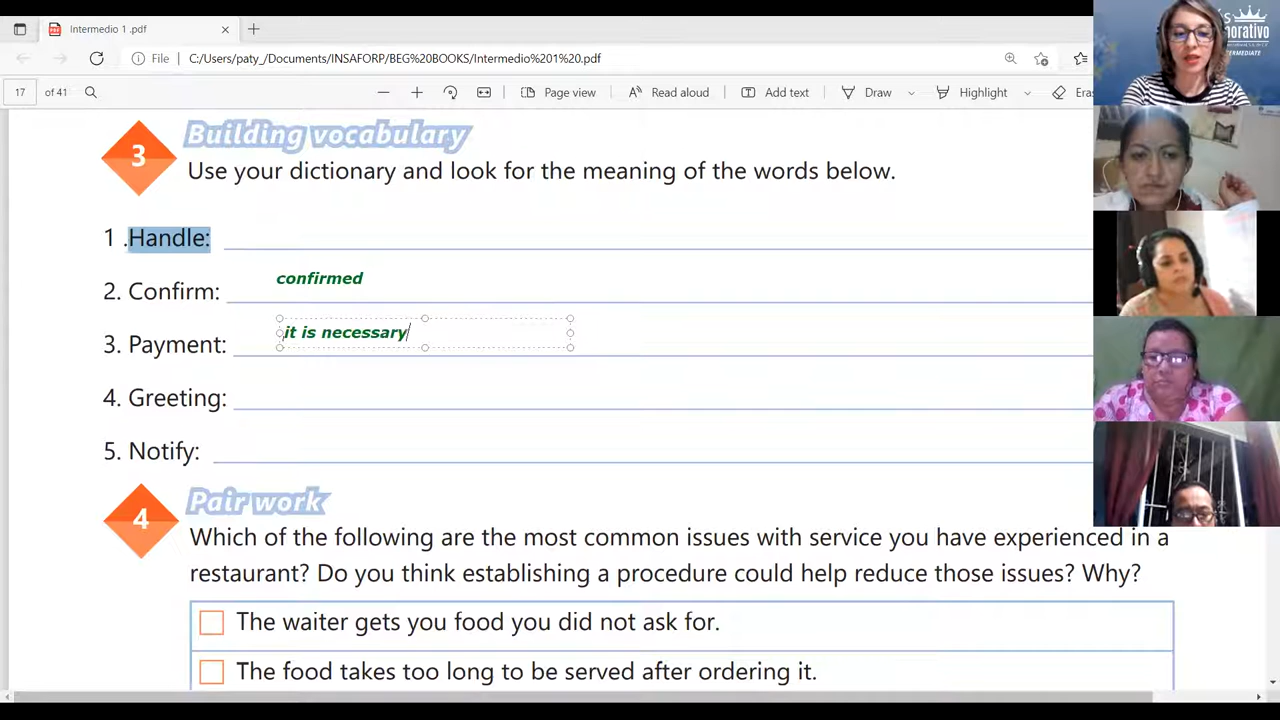 Intermedio 1 .pdf
File
C:/Users/paty_/Documents/INSAFORP/BEG%20BOOKS/Intermedio%201%20.pdf
17 of 41
Page view
Read aloud
Add text
Draw
Highlight
Eras
3 Building vocabulary
Use your dictionary and look for the meaning of the words below.
1 .Handle:
confirmed
2. Confirm:
it is necessary
3. Payment:
4. Greeting:
5. Notify:
4 Pair work
Which of the following are the most common issues with service you have experienced in a
restaurant? Do you think establishing a procedure could help reduce those issues? Why?
The waiter gets you food you did not ask for.
The food takes too long to be served after ordering it.